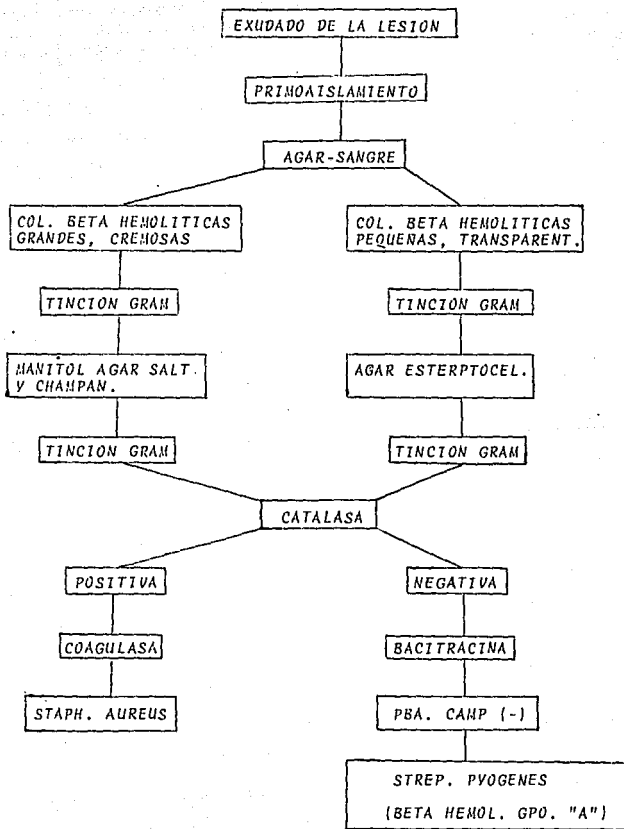 EXUDADO DE LA LESION
PRIMOAISLAMIENTO
AGAR-SANGRE
COL. BETA HEMOLITICAS
GRANDES, CREMOSAS
COL. BETA HEMOLITICAS
PEQUEÑAS, TRANSPARENT.
TINCION GRAM
TINCION GRAM
MANITOL AGAR SALT
Y CHAMPAN.
AGAR ESTERPTOCEL.
TINCION GRAM
TINCION GRAM
CATALASA
POSITIVA
NEGATIVA
COAGULASA
BACITRACINA
STAPH. AUREUS
PBA. CAMP (-)
STREP. PYOGENES
(BETA HEMOL. GPO. "A")